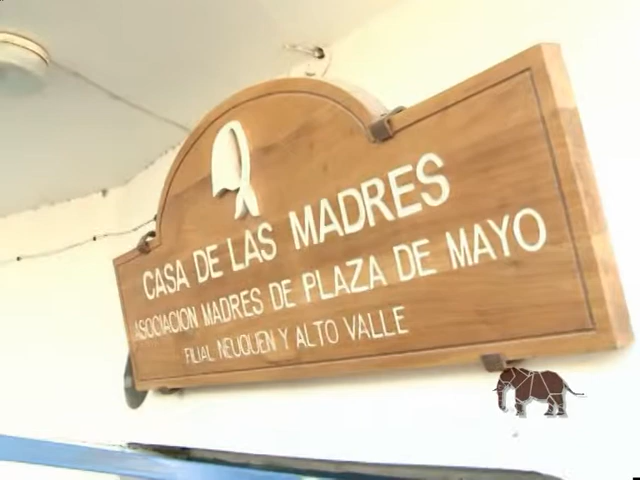 CASA DE LAS MADRES
ASOCIACION MADRES DE PLAZA DE MAYO
FILIAL NEUQUEN Y ALTO VALLE